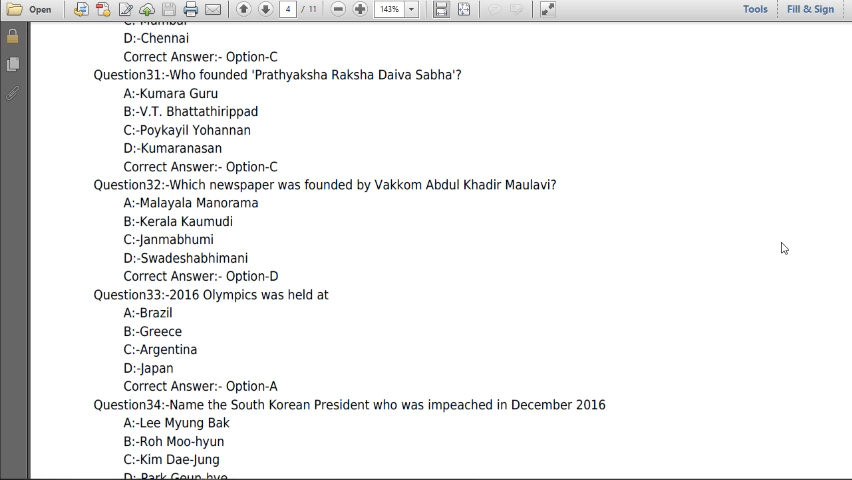 Open
4 / 11
143%
Tools
Fill & Sign
C:-Mumbai
D:-Chennai
Correct Answer:- Option-C
Question31:-Who founded 'Prathyaksha Raksha Daiva Sabha'?
A:-Kumara Guru
B:-V.T. Bhattathirippad
C:-Poykayil Yohannan
D:-Kumaranasan
Correct Answer:- Option-C
Question32:-Which newspaper was founded by Vakkom Abdul Khadir Maulavi?
A:-Malayala Manorama
B:-Kerala Kaumudi
C:-Janmabhumi
D:-Swadeshabhimani
Correct Answer:- Option-D
Question33:-2016 Olympics was held at
A:-Brazil
B:-Greece
C:-Argentina
D:-Japan
Correct Answer:- Option-A
Question34:-Name the South Korean President who was impeached in December 2016
A:-Lee Myung Bak
B:-Roh Moo-hyun
C:-Kim Dae-Jung
D:-Park Geun-hye